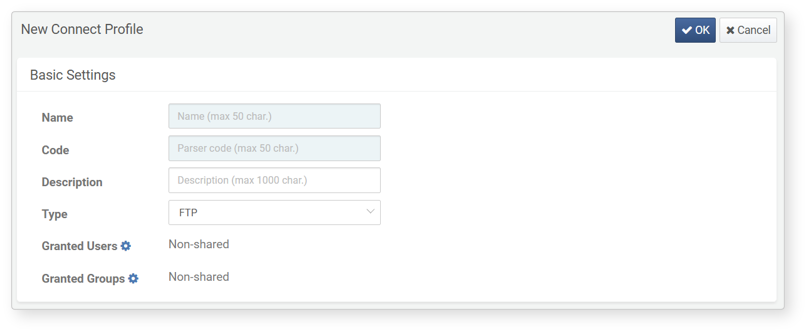 New Connect Profile
OK
Cancel
Basic Settings
Name
Name (max 50 char.)
Code
Parser code (max 50 char.)
Description
Description (max 1000 char.)
Type
FTP
Granted Users
Non-shared
Granted Groups
Non-shared